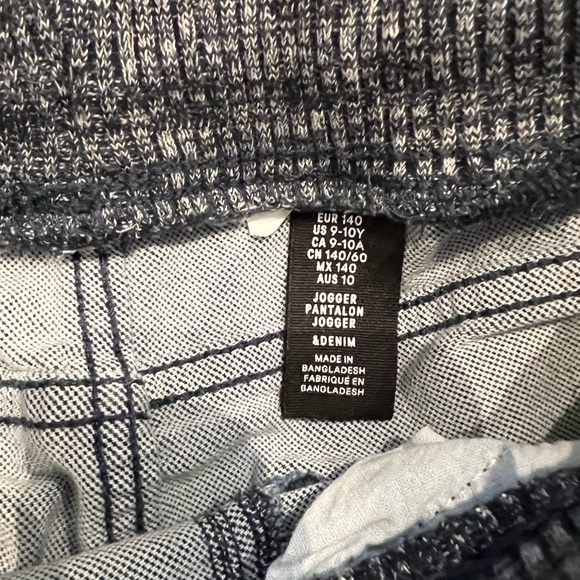 EUR 140
US 9-10Y
CA 9-10A
CN 140/60
MX 140
AUS 10
JOGGER
PANTALON
JOGGER
&DENIM
MADE IN
BANGLADESH
FABRIQUÉ EN
BANGLADESH